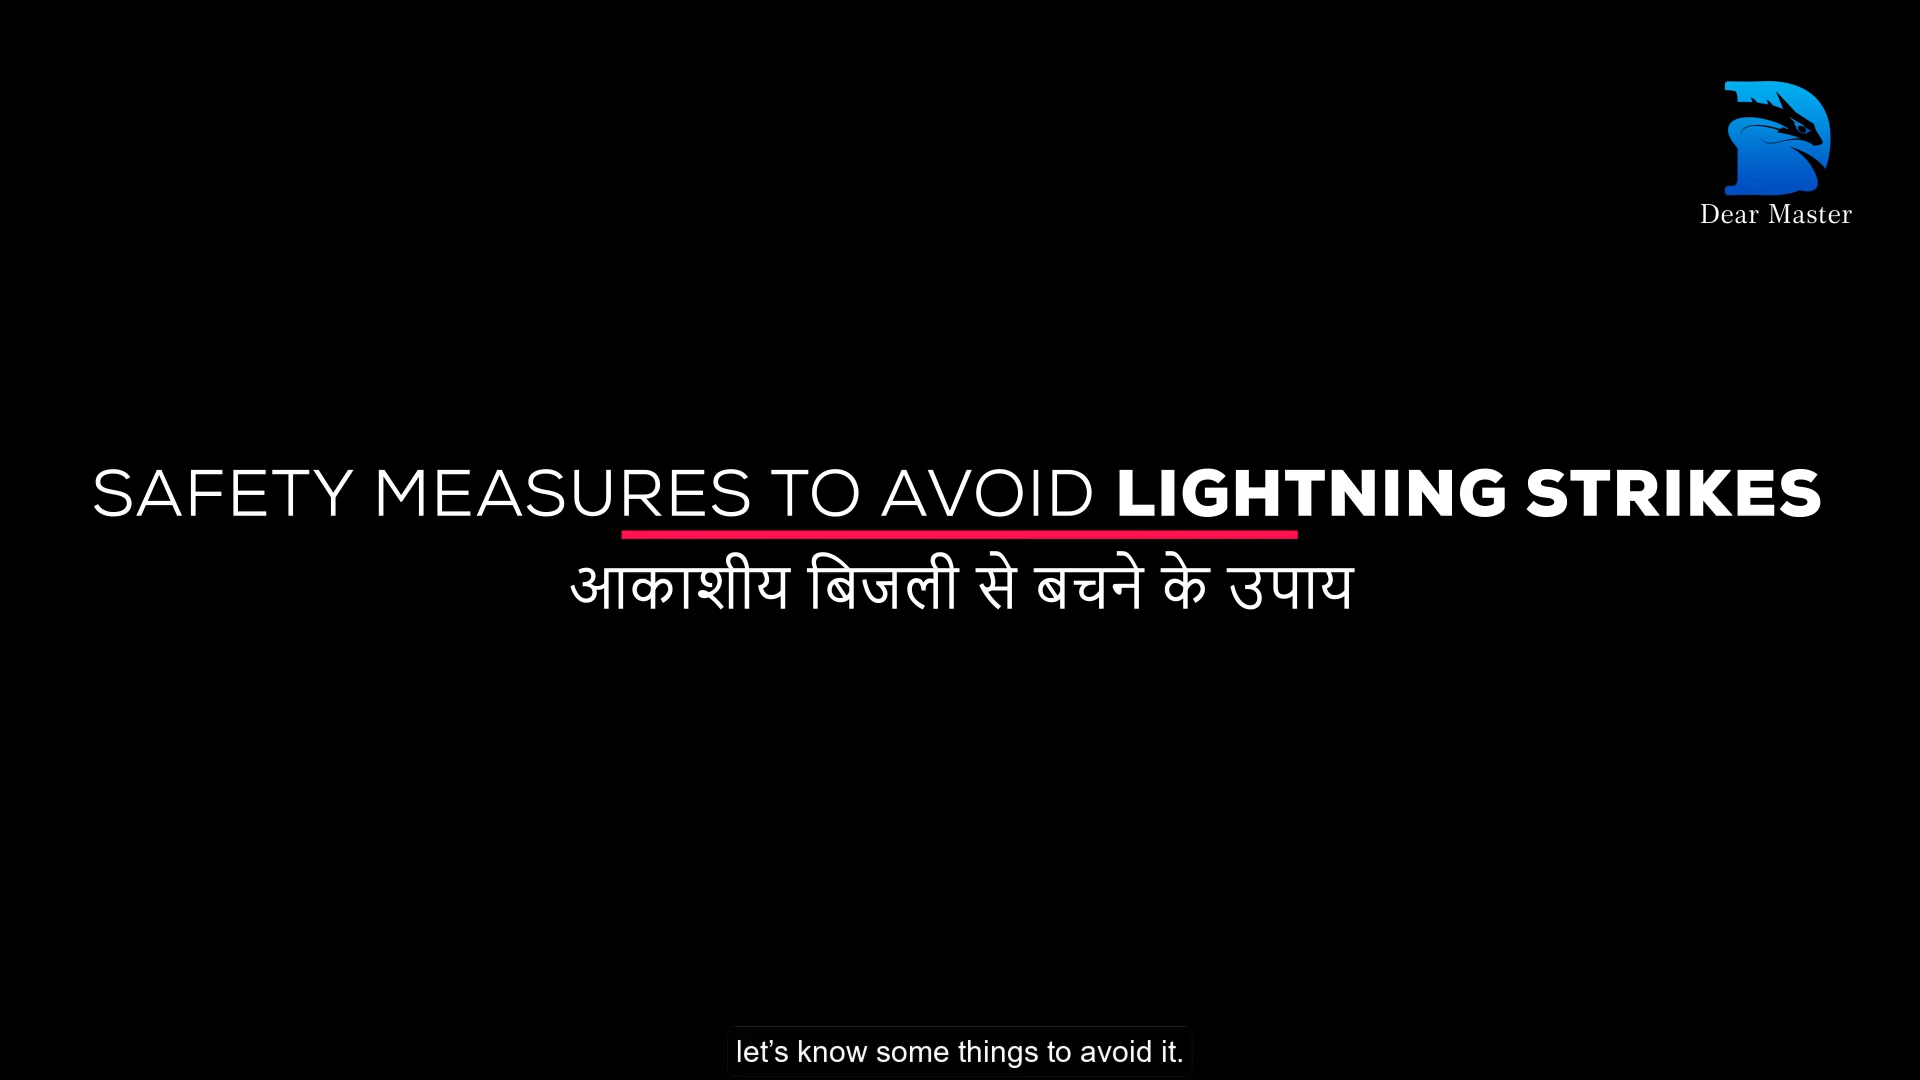 Dear Master
SAFETY MEASURES TO AVOID LIGHTNING STRIKES
आकाशीय बिजली से बचने के उपाय
let’s know some things to avoid it.